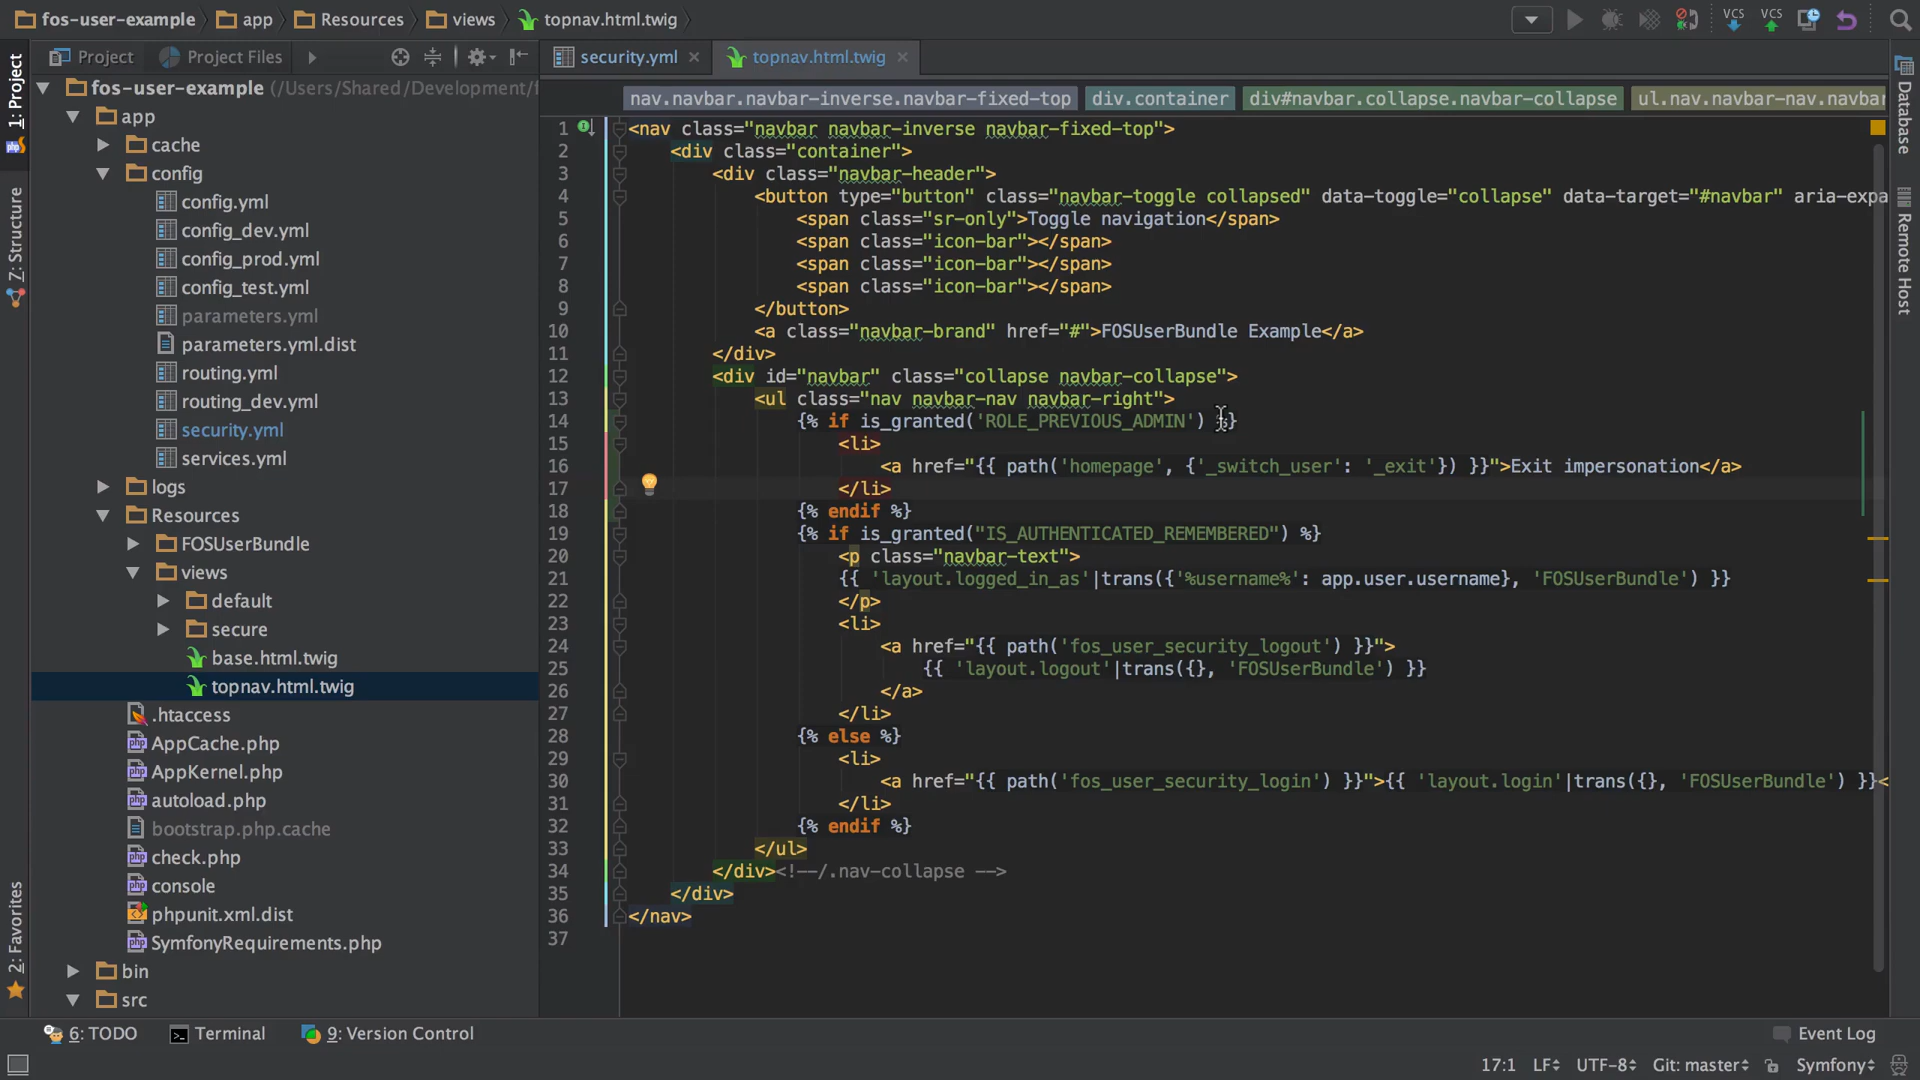 fos-user-example app Resources views topnav.html.twig
VCS VCS
Project Project Files
security.yml topnav.html.twig
nav.navbar.navbar-inverse.navbar-fixed-top div.container div#navbar.collapse.navbar-collapse ul.nav.navbar-nav.navba
1: Project
Z: Structure
2: Favorites
fos-user-example (/Users/Shared/Development/f
app
cache
config
config.yml
config_dev.yml
config_prod.yml
config_test.yml
parameters.yml
parameters.yml.dist
routing.yml
routing_dev.yml
security.yml
services.yml
logs
Resources
FOSUserBundle
views
default
secure
base.html.twig
topnav.html.twig
.htaccess
AppCache.php
AppKernel.php
autoload.php
bootstrap.php.cache
check.php
console
phpunit.xml.dist
SymfonyRequirements.php
bin
src
1 <nav class="navbar navbar-inverse navbar-fixed-top">
2 <div class="container">
3 <div class="navbar-header">
4 <button type="button" class="navbar-toggle collapsed" data-toggle="collapse" data-target="#navbar" aria-expa
5 <span class="sr-only">Toggle navigation</span>
6 <span class="icon-bar"></span>
7 <span class="icon-bar"></span>
8 <span class="icon-bar"></span>
9 </button>
10 <a class="navbar-brand" href="#">FOSUserBundle Example</a>
11 </div>
12 <div id="navbar" class="collapse navbar-collapse">
13 <ul class="nav navbar-nav navbar-right">
14 {% if is_granted('ROLE_PREVIOUS_ADMIN') %}
15 <li>
16 <a href="{{ path('homepage', {'_switch_user': '_exit'}) }}">Exit impersonation</a>
17 </li>
18 {% endif %}
19 {% if is_granted("IS_AUTHENTICATED_REMEMBERED") %}
20 <p class="navbar-text">
21 {{ 'layout.logged_in_as'|trans({'%username%': app.user.username}, 'FOSUserBundle') }}
22 </p>
23 <li>
24 <a href="{{ path('fos_user_security_logout') }}">
25 {{ 'layout.logout'|trans({}, 'FOSUserBundle') }}
26 </a>
27 </li>
28 {% else %}
29 <li>
30 <a href="{{ path('fos_user_security_login') }}">{{ 'layout.login'|trans({}, 'FOSUserBundle') }}<
31 </li>
32 {% endif %}
33 </ul>
34 </div><!--/.nav-collapse -->
35 </div>
36 </nav>
37
Database
Remote Host
6: TODO Terminal 9: Version Control Event Log
17:1 LF UTF-8 Git: master Symfony